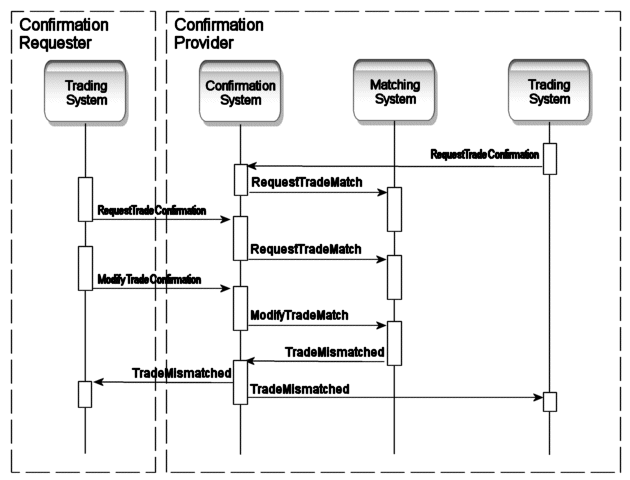 Confirmation
Requester
Confirmation
Provider
Trading
System
Confirmation
System
Matching
System
Trading
System
RequestTradeConfirmation
RequestTradeMatch
RequestTradeConfirmation
RequestTradeMatch
ModifyTradeConfirmation
ModifyTradeMatch
TradeMismatched
TradeMismatched
TradeMismatched